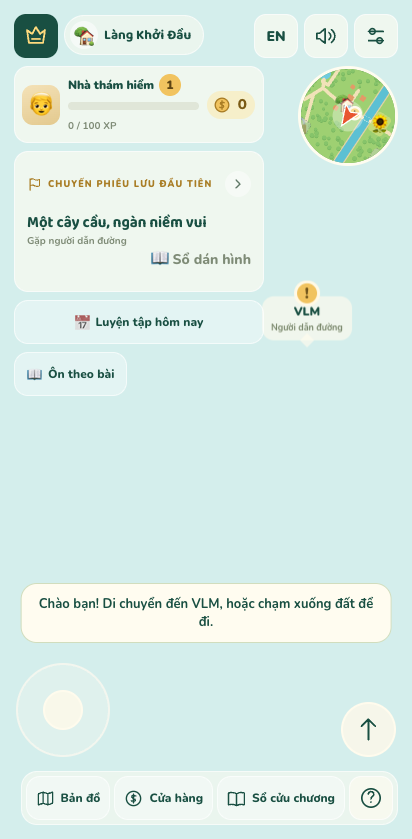 Làng Khởi Đầu
EN
Nhà thám hiểm 1
0
0 / 100 XP
CHUYẾN PHIÊU LƯU ĐẦU TIÊN
Một cây cầu, ngàn niềm vui
Gặp người dẫn đường
Sổ dán hình
Luyện tập hôm nay
!
VLM
Người dẫn đường
Ôn theo bài
Chào bạn! Di chuyển đến VLM, hoặc chạm xuống đất để
đi.
Bản đồ
Cửa hàng
Sổ cửu chương
?